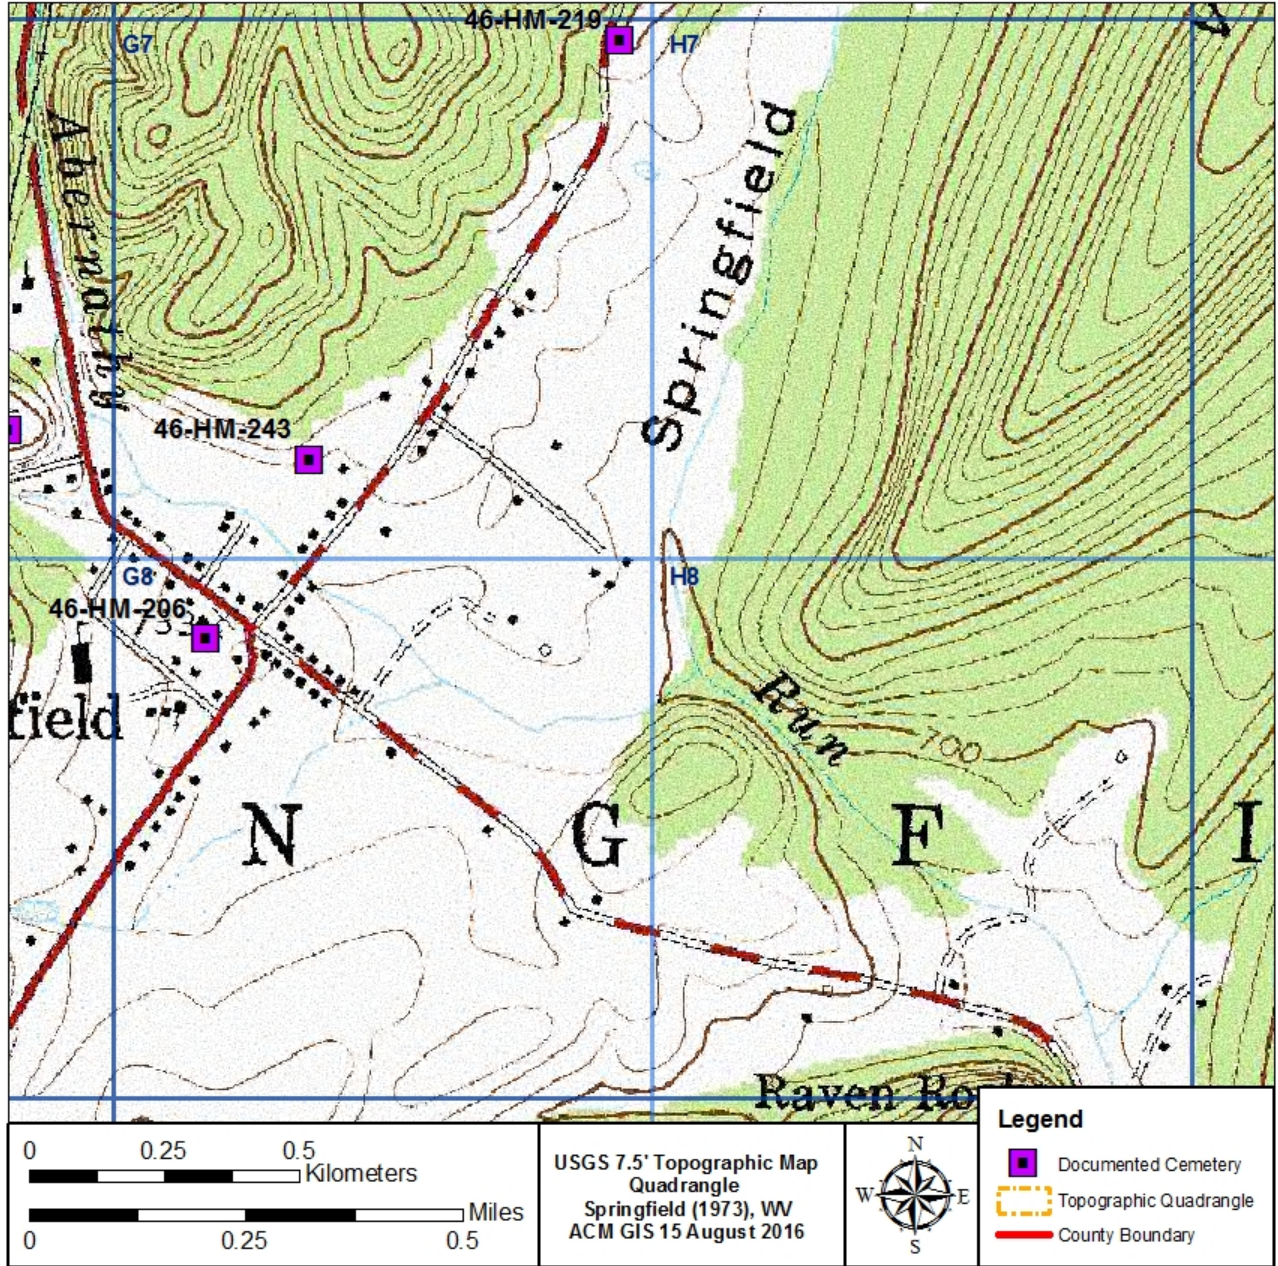 46-HM-219
G7
H7
Abernathy
Springfield
46-HM-243
G8
H8
46-HM-206
Run
field
700
N G F I
Raven
0 0.25 0.5
Kilometers
Miles
0 0.25 0.5
USGS 7.5' Topographic Map
Quadrangle
Springfield (1973), WV
ACM GIS 15 August 2016
N
W E
S
Legend
Documented Cemetery
Topographic Quadrangle
County Boundary